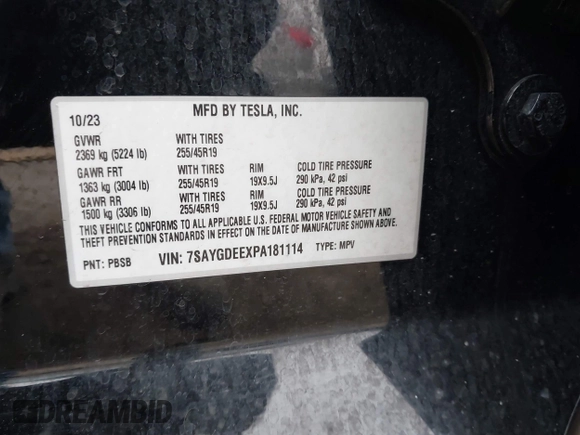 MFD BY TESLA, INC.
10/23
GVWR WITH TIRES
2369 kg (5224 lb) 255/45R19
GAWR FRT WITH TIRES RIM COLD TIRE PRESSURE
1363 kg (3004 lb) 255/45R19 19X9.5J 290 kPa, 42 psi
GAWR RR WITH TIRES RIM COLD TIRE PRESSURE
1500 kg (3306 lb) 255/45R19 19X9.5J 290 kPa, 42 psi
THIS VEHICLE CONFORMS TO ALL APPLICABLE U.S. FEDERAL MOTOR VEHICLE SAFETY AND
THEFT PREVENTION STANDARDS IN EFFECT ON THE DATE OF MANUFACTURE SHOWN ABOVE.
PNT: PBSB VIN: 7SAYGDEEXPA181114 TYPE: MPV
DREAMBID